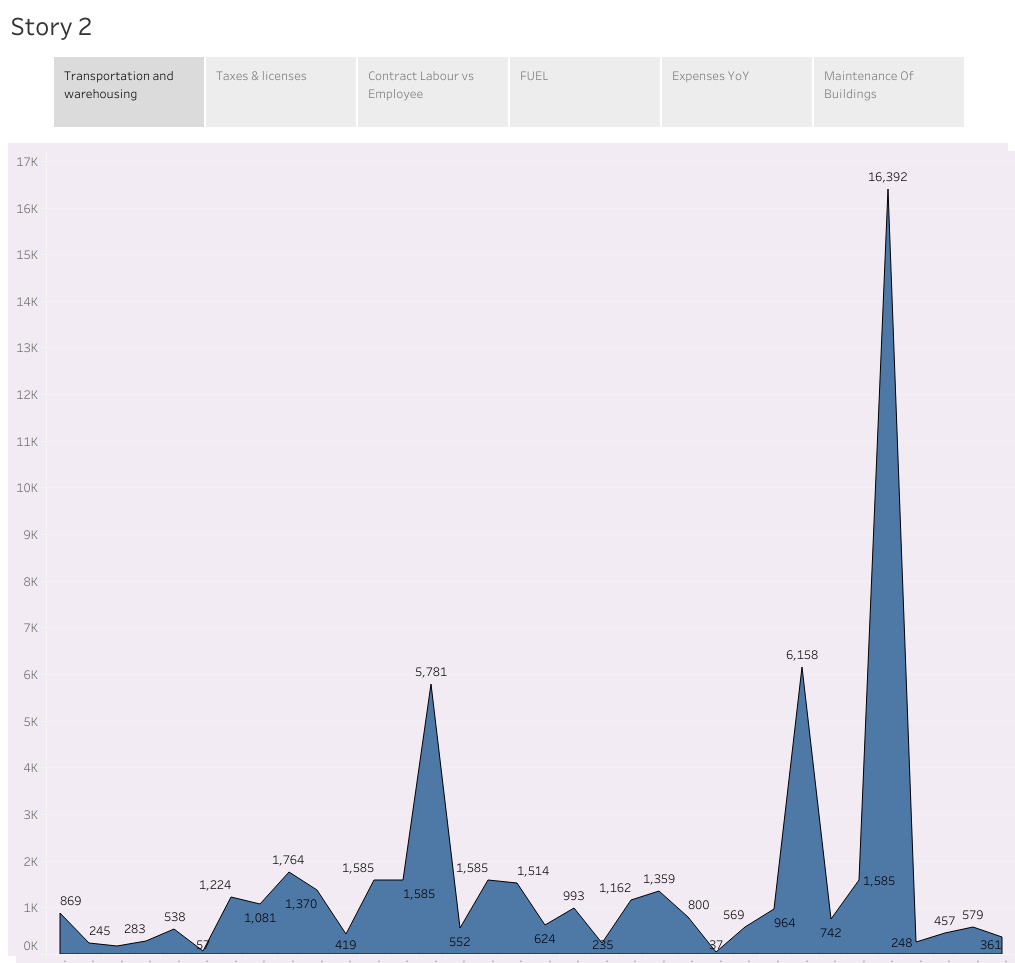 Story 2
Transportation and
warehousing
Taxes & licenses
Contract Labour vs
Employee
FUEL
Expenses YoY
Maintenance Of
Buildings
17K
16,392
16K
15K
14K
13K
12K
11K
10K
9K
8K
7K
6K
6,158
5,781
5K
4K
3K
2K
1,764
1,585
1,585
1,514
1,359
1,162
1,224
1,585
1,585
1,370
993
869
1K
800
1,081
569
964
538
457
579
245
283
742
624
552
419
57
235
37
248
361
0K